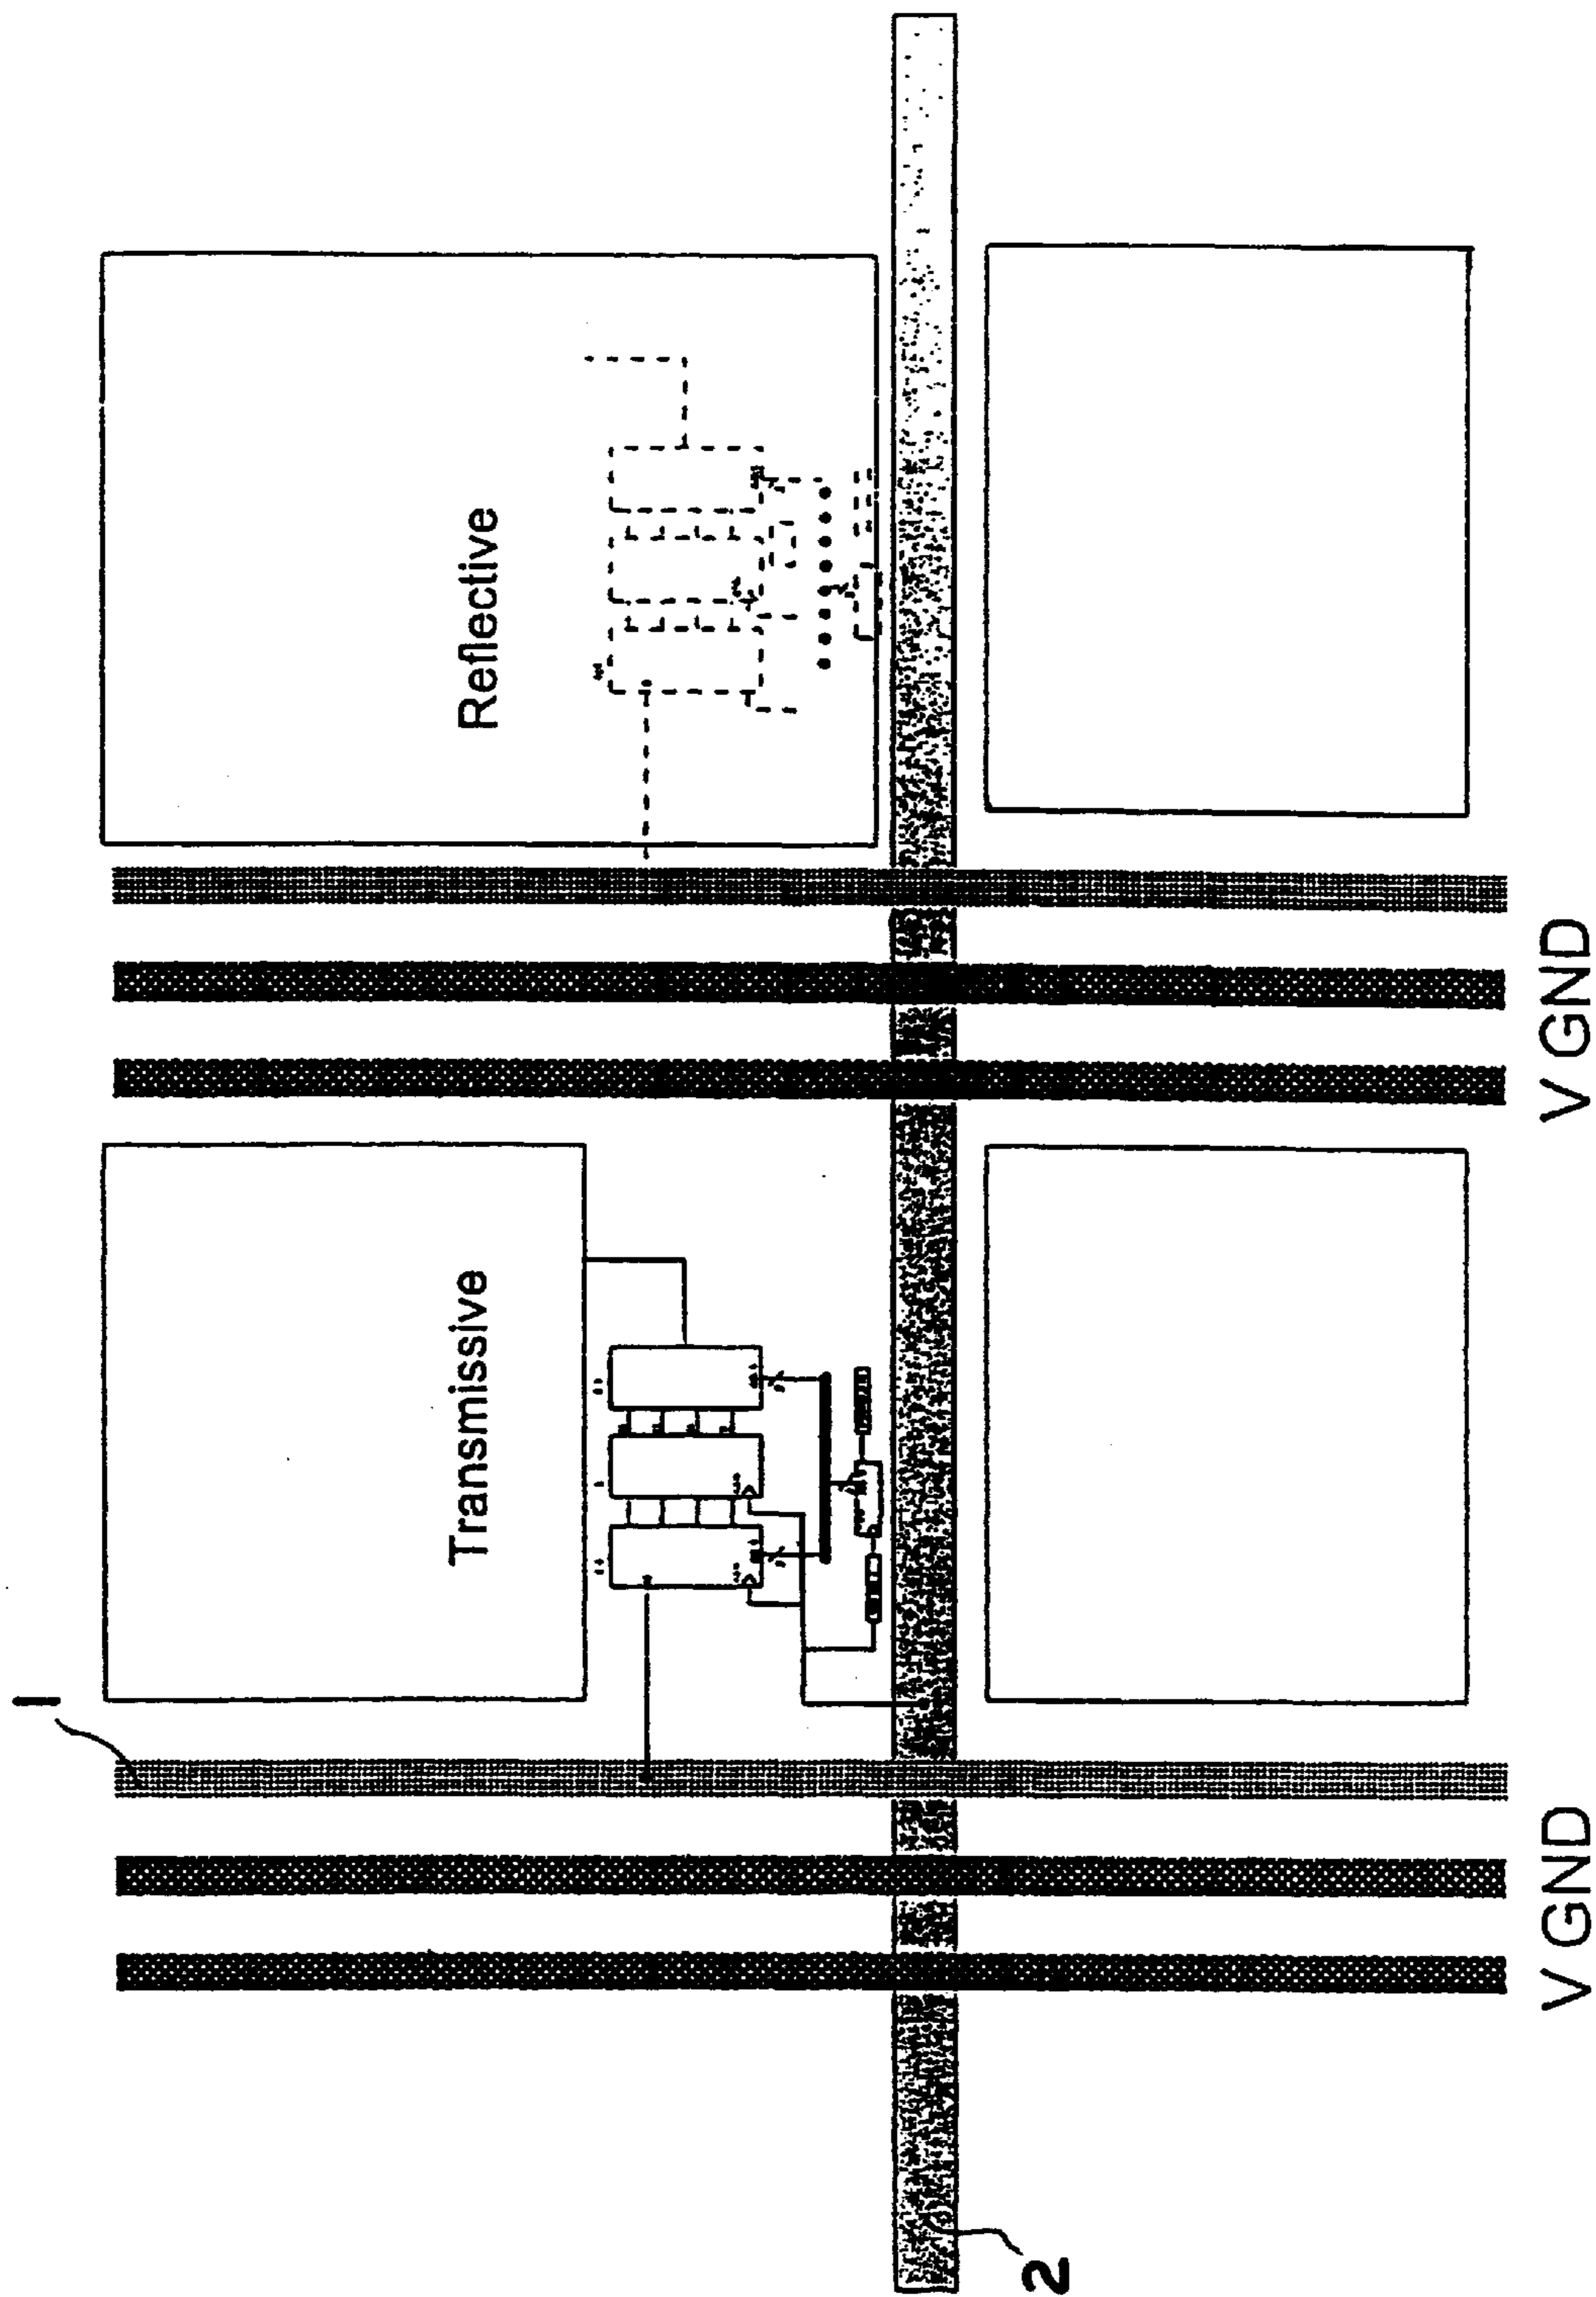 Reflective
Transmissive
1
V GND
V GND
2